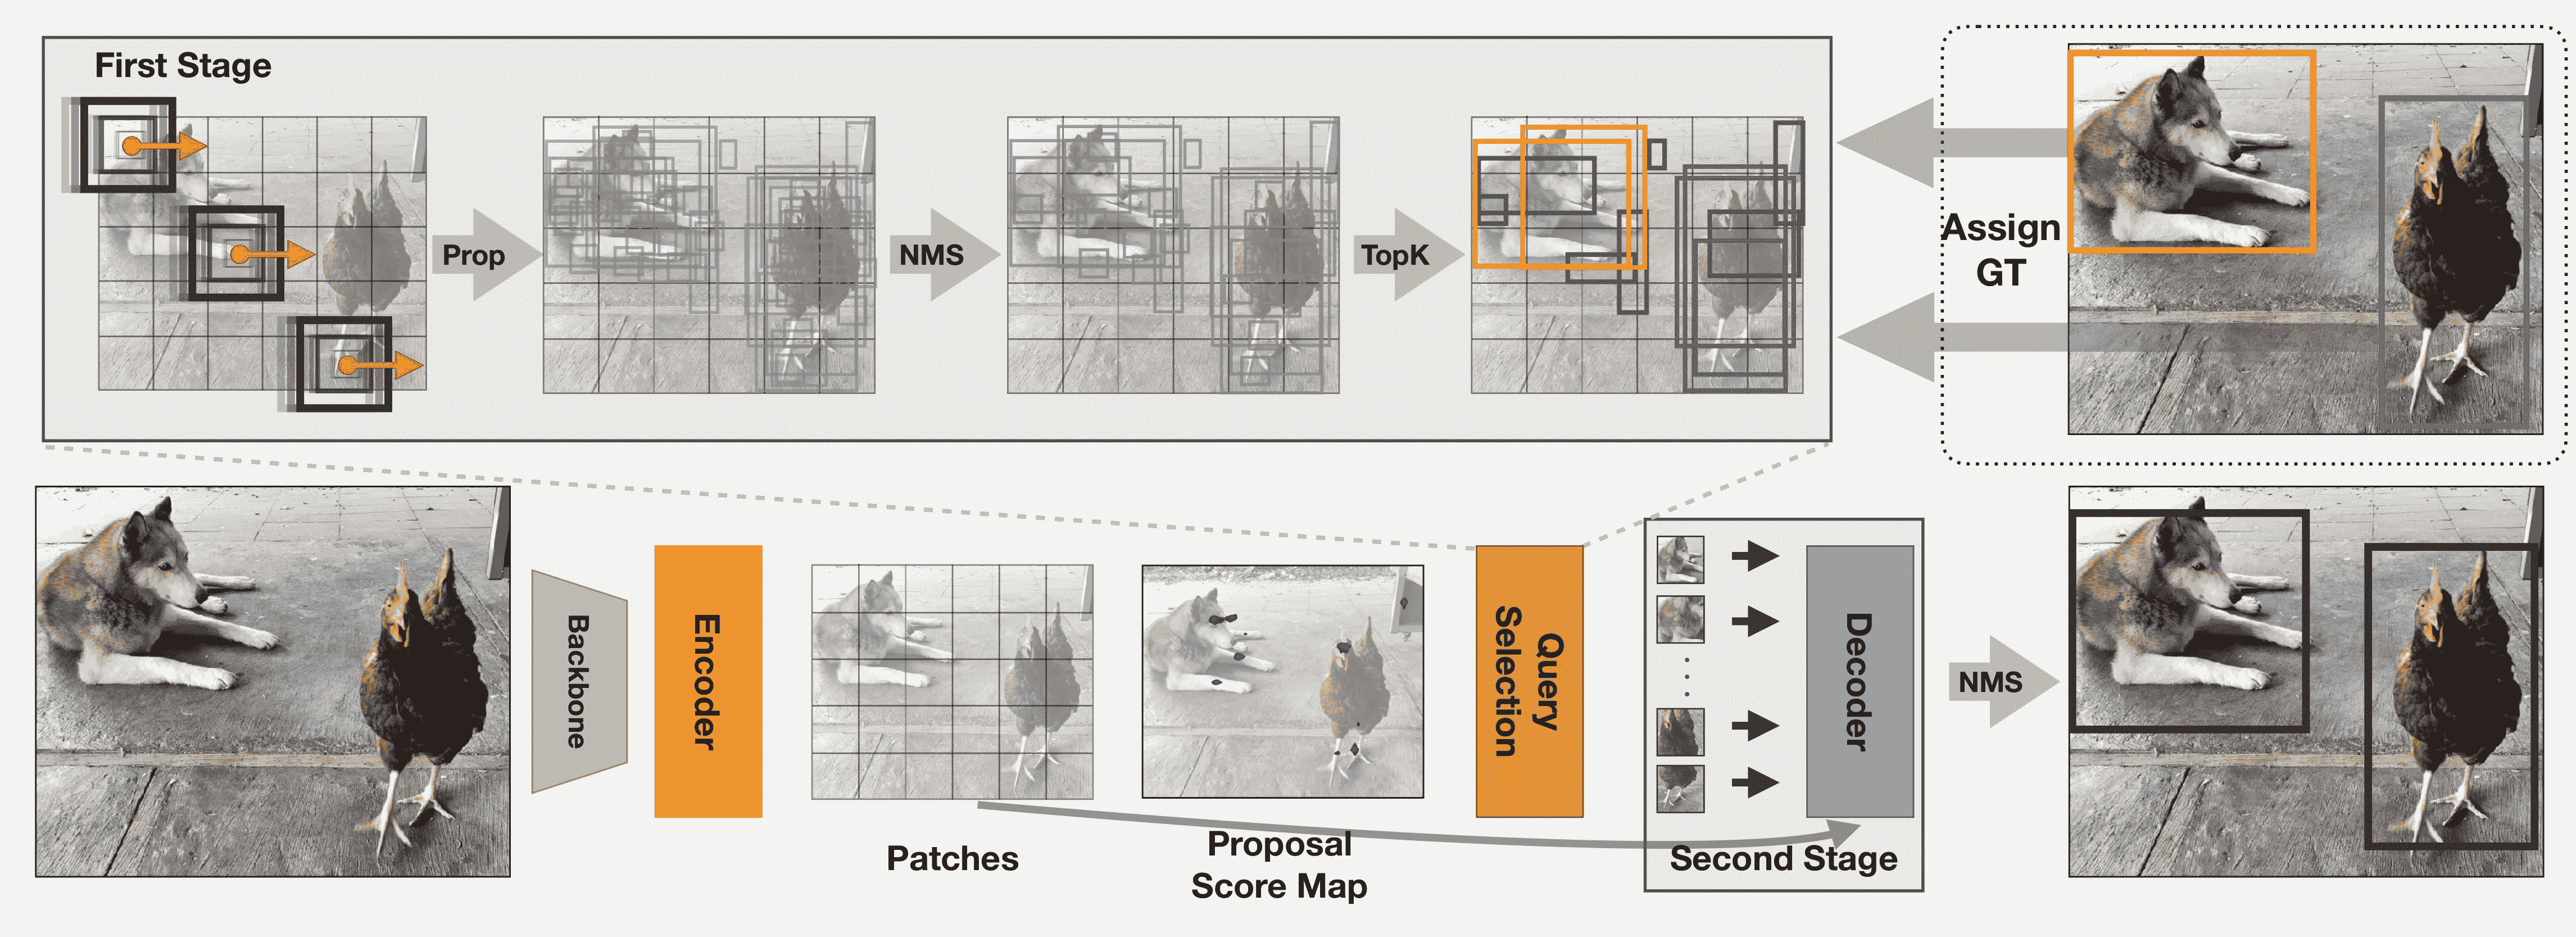 First Stage
Prop
NMS
TopK
Assign
GT
Backbone
Encoder
Patches
Proposal
Score Map
Query
Selection
Decoder
Second Stage
NMS